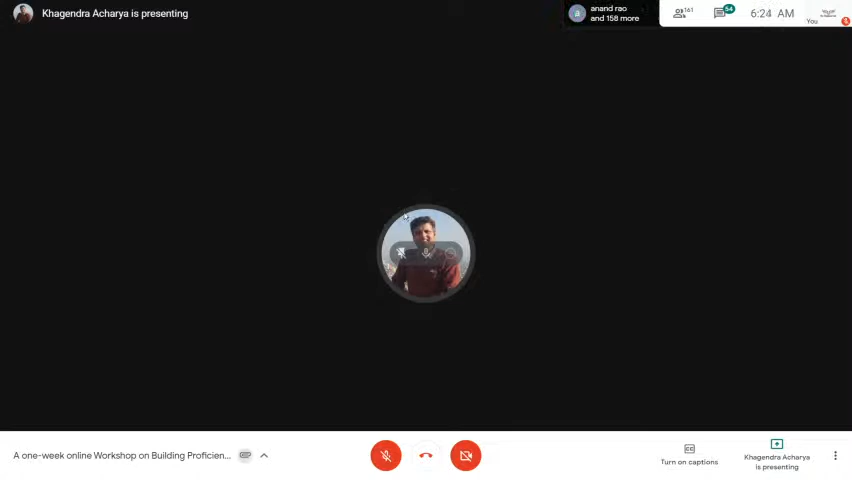 Khagendra Acharya is presenting
a
anand rao
and 158 more
161
54
6:24 AM
You
A one-week online Workshop on Building Proficien...
Turn on captions
Khagendra Acharya
is presenting